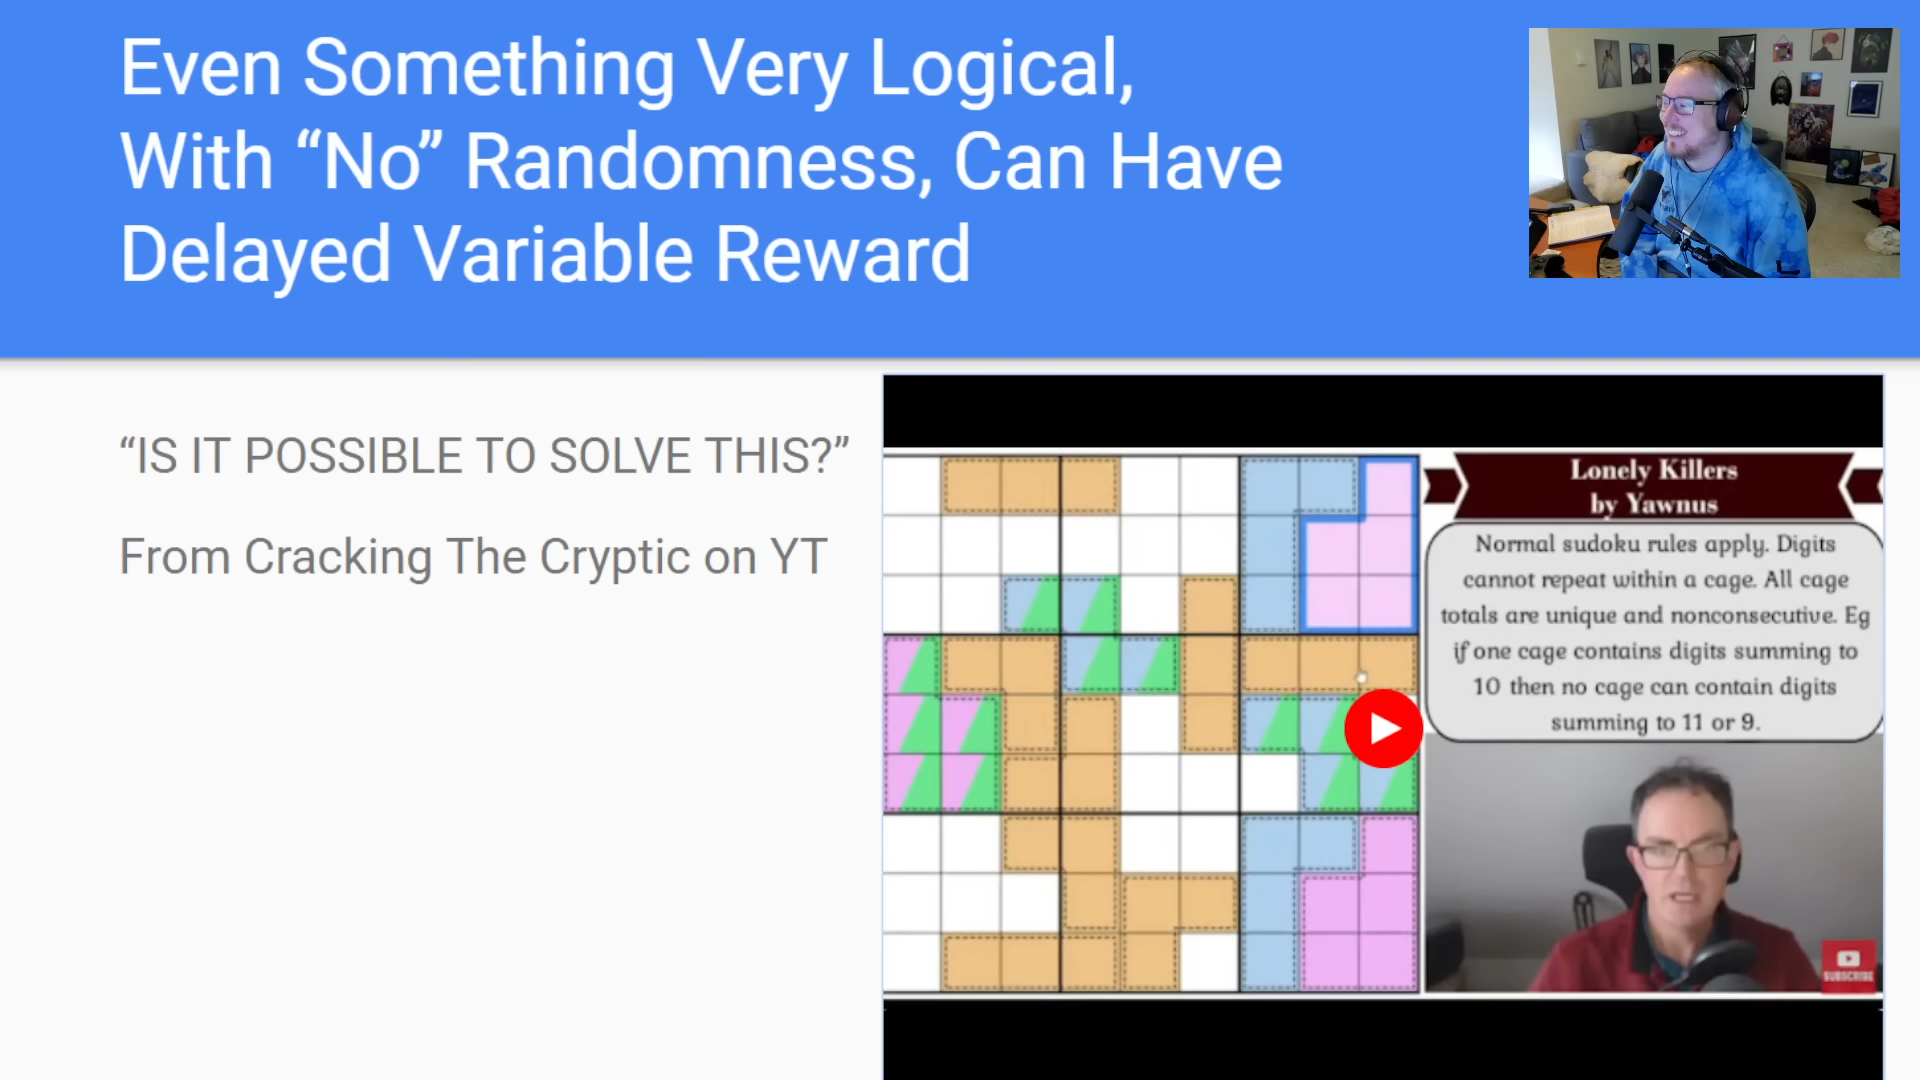 Even Something Very Logical,
With “No” Randomness, Can Have
Delayed Variable Reward
“IS IT POSSIBLE TO SOLVE THIS?”
From Cracking The Cryptic on YT
Lonely Killers
by Yawnus
Normal sudoku rules apply. Digits
cannot repeat within a cage. All cage
totals are unique and nonconsecutive. Eg
if one cage contains digits summing to
10 then no cage can contain digits
summing to 11 or 9.
SUBSCRIBE